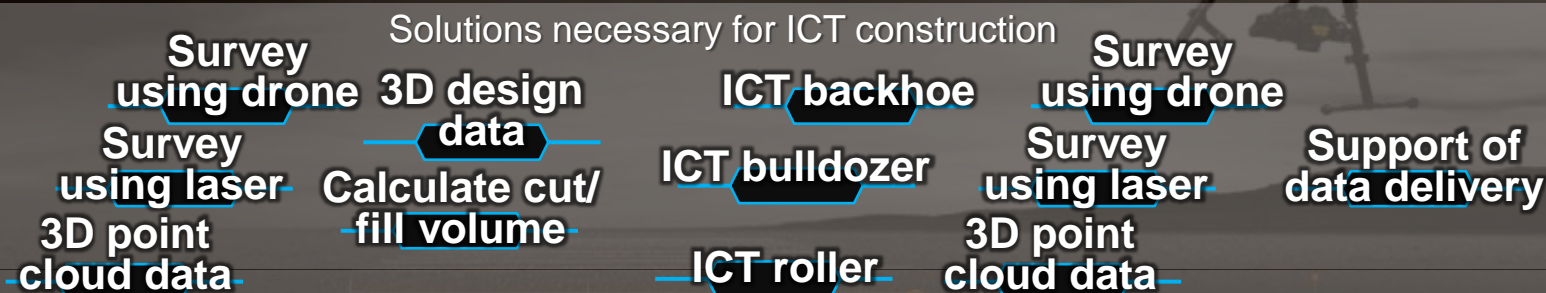 Solutions necessary for ICT construction
Survey
using drone
Survey
using laser
3D point
cloud data
3D design
data
Calculate cut/
fill volume
ICT backhoe
ICT bulldozer
ICT roller
Survey
using drone
Survey
using laser
3D point
cloud data
Support of
data delivery